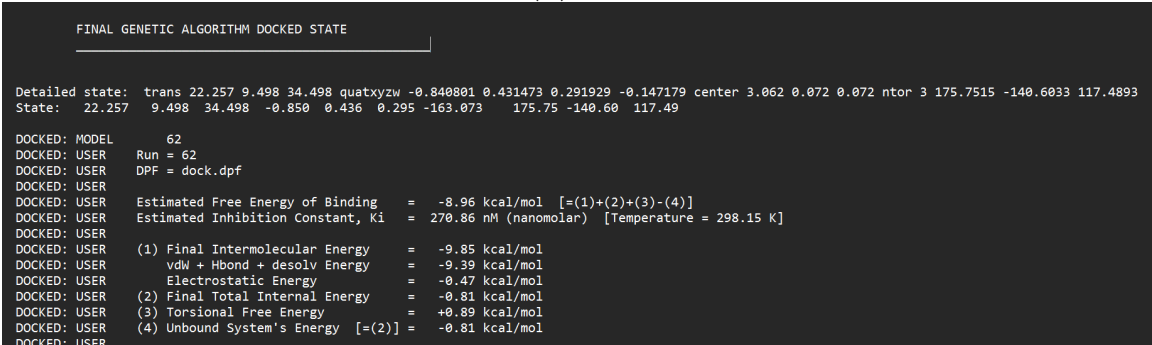 FINAL GENETIC ALGORITHM DOCKED STATE
Detailed state:  trans 22.257 9.498 34.498 quatxyzw -0.840801 0.431473 0.291929 -0.147179 center 3.062 0.072 0.072 ntor 3 175.7515 -140.6033 117.4893
State:   22.257   9.498  34.498  -0.850  0.436  0.295 -163.073    175.75 -140.60  117.49
DOCKED: MODEL       62
DOCKED: USER    Run = 62
DOCKED: USER    DPF = dock.dpf
DOCKED: USER
DOCKED: USER    Estimated Free Energy of Binding    =   -8.96 kcal/mol  [=(1)+(2)+(3)-(4)]
DOCKED: USER    Estimated Inhibition Constant, Ki   =  270.86 nM (nanomolar)  [Temperature = 298.15 K]
DOCKED: USER
DOCKED: USER    (1) Final Intermolecular Energy     =   -9.85 kcal/mol
DOCKED: USER        vdW + Hbond + desolv Energy     =   -9.39 kcal/mol
DOCKED: USER        Electrostatic Energy            =   -0.47 kcal/mol
DOCKED: USER    (2) Final Total Internal Energy     =   -0.81 kcal/mol
DOCKED: USER    (3) Torsional Free Energy           =   +0.89 kcal/mol
DOCKED: USER    (4) Unbound System's Energy  [=(2)] =   -0.81 kcal/mol
DOCKED: USER